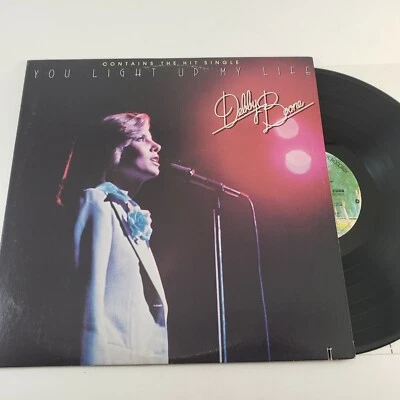 CONTAINS THE HIT SINGLE
YOU LIGHT UP MY LIFE
Debby Boone